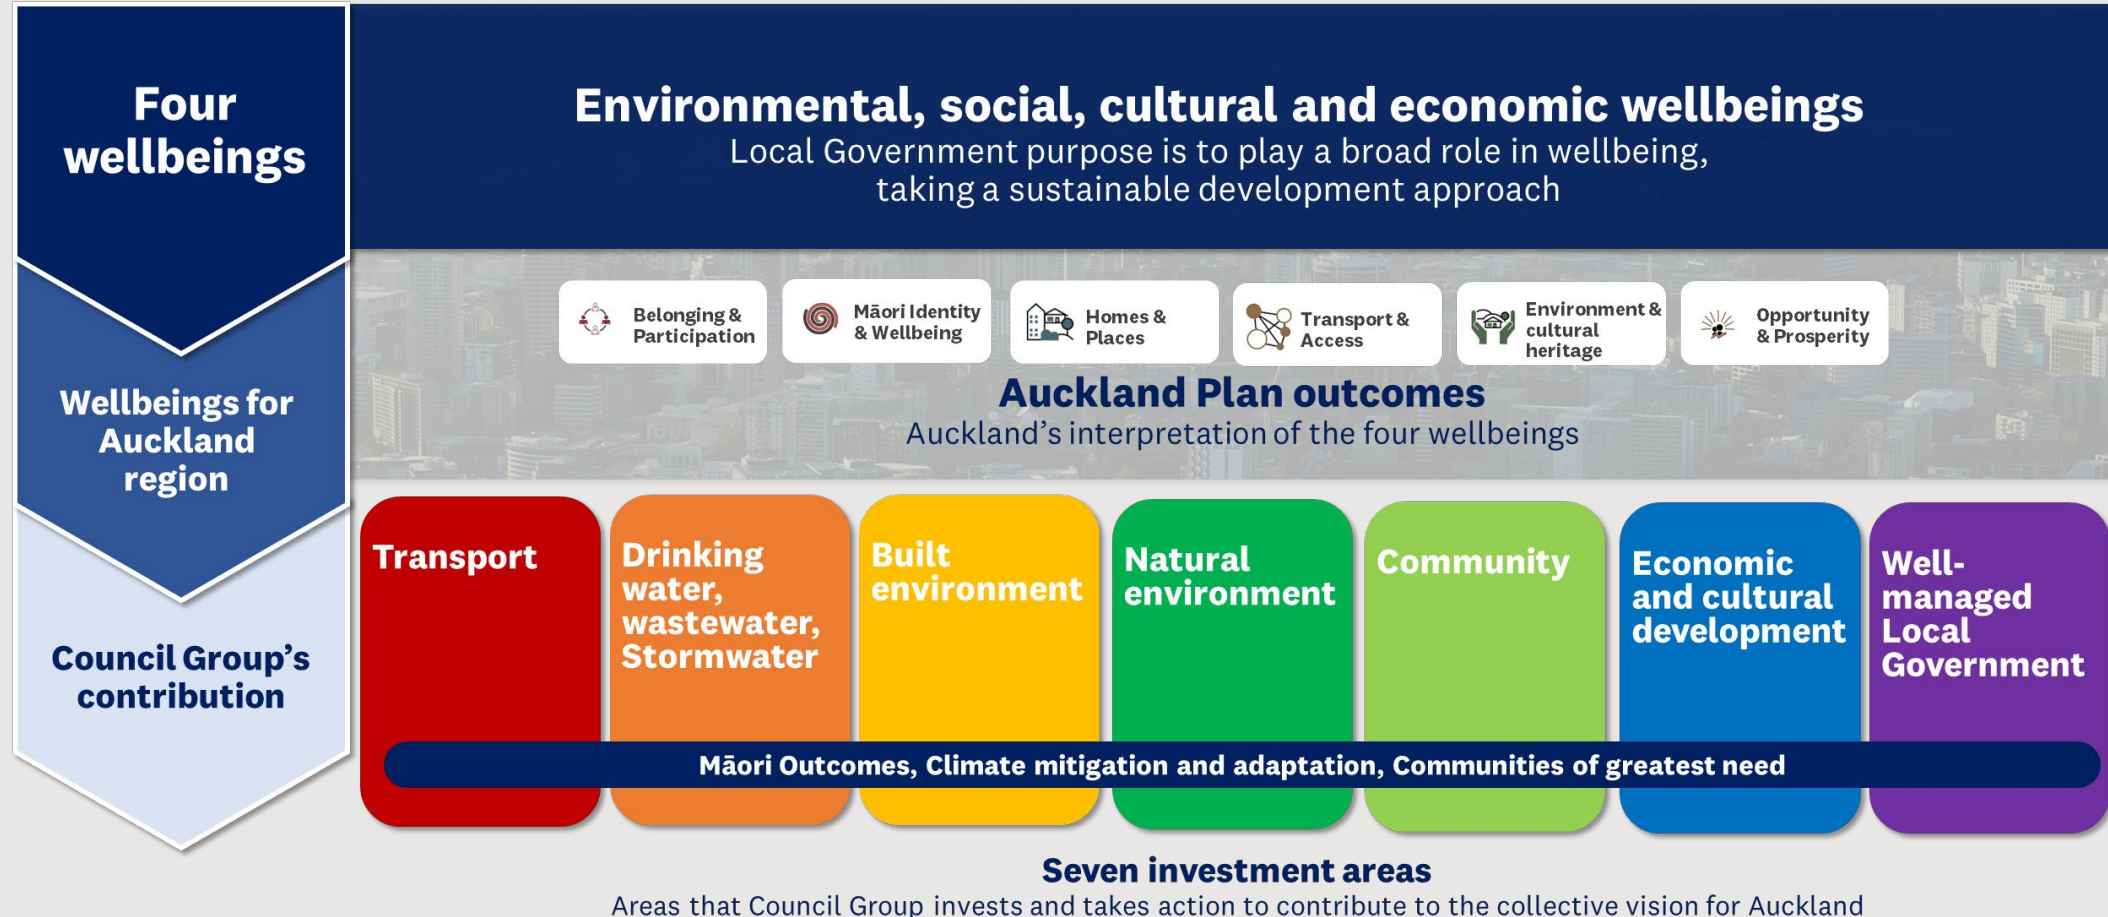 Four
wellbeings
Environmental, social, cultural and economic wellbeings
Local Government purpose is to play a broad role in wellbeing,
taking a sustainable development approach
Wellbeings for
Auckland
region
Belonging &
Participation
Māori Identity
& Wellbeing
Homes &
Places
Transport &
Access
Environment &
cultural
heritage
Opportunity
& Prosperity
Auckland Plan outcomes
Auckland's interpretation of the four wellbeings
Council Group's
contribution
Transport
Drinking
water,
wastewater,
Stormwater
Built
environment
Natural
environment
Community
Economic
and cultural
development
Well-
managed
Local
Government
Māori Outcomes, Climate mitigation and adaptation, Communities of greatest need
Seven investment areas
Areas that Council Group invests and takes action to contribute to the collective vision for Auckland